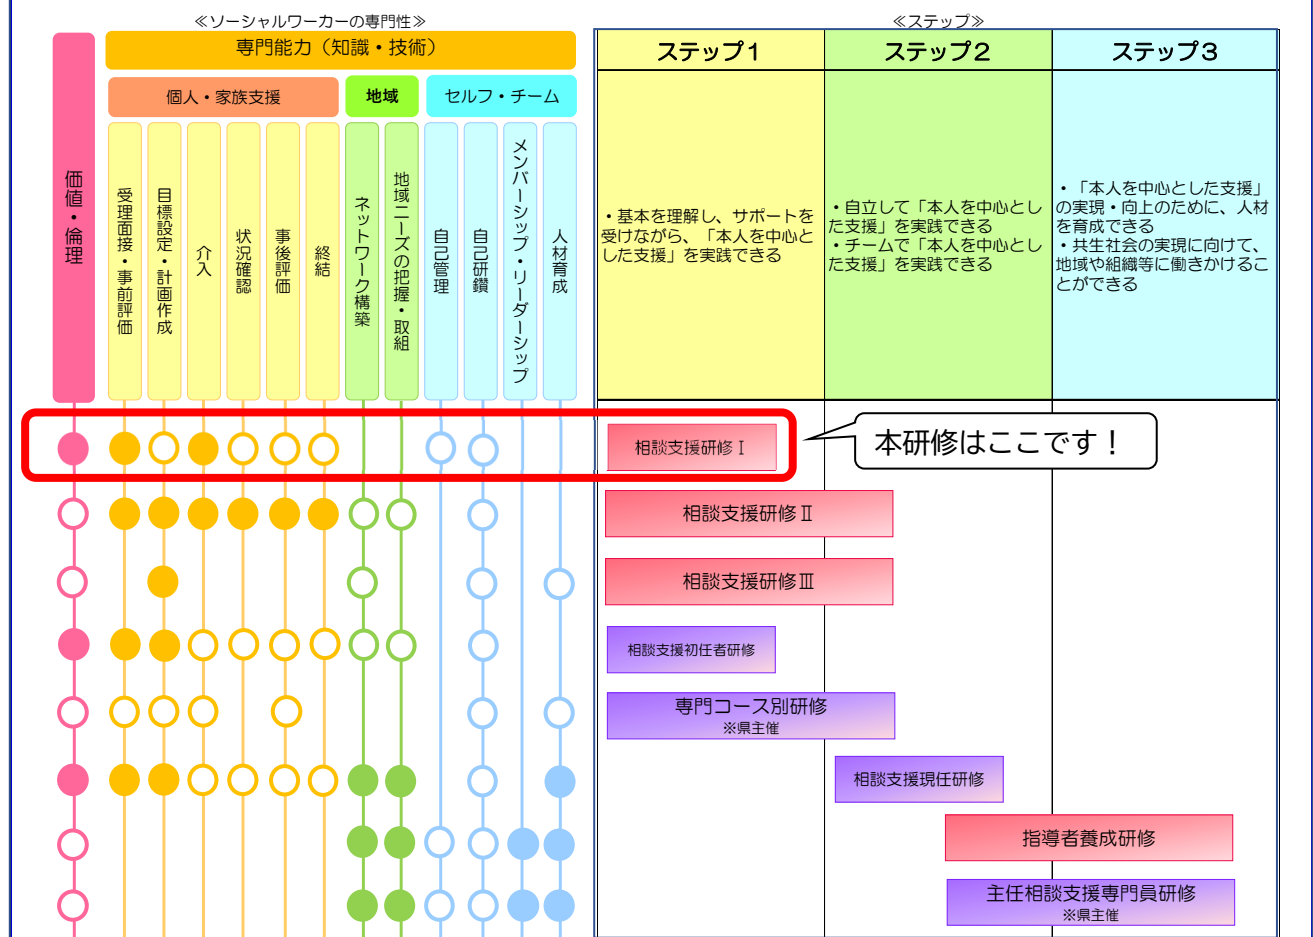 ≪ソーシャルワーカーの専門性≫
≪ステップ≫
価値・倫理
専門能力（知識・技術）
個人・家族支援
地域
セルフ・チーム
受理面接・事前評価
目標設定・計画作成
介入
状況確認
事後評価
終結
ネットワーク構築
地域ニーズの把握・取組
自己管理
自己研鑽
メンバーシップ・リーダーシップ
人材育成
ステップ1
ステップ2
ステップ3
・基本を理解し、サポートを
受けながら、「本人を中心と
した支援」を実践できる
・自立して「本人を中心とし
た支援」を実践できる
・チームで「本人を中心とし
た支援」を実践できる
・「本人を中心とした支援」
の実現・向上のために、人材
を育成できる
・共生社会の実現に向けて、
地域や組織等に働きかけるこ
とができる
相談支援研修Ⅰ
本研修はここです！
相談支援研修Ⅱ
相談支援研修Ⅲ
相談支援初任者研修
専門コース別研修
※県主催
相談支援現任研修
指導者養成研修
主任相談支援専門員研修
※県主催